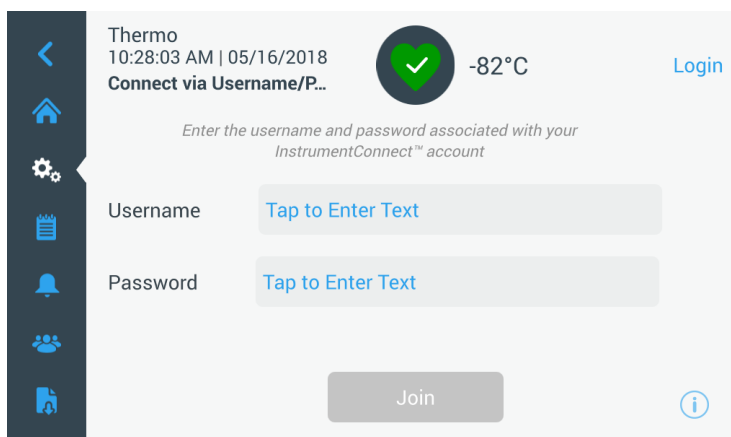 Thermo
10:28:03 AM | 05/16/2018
Connect via Username/P...
-82°C
Login
Enter the username and password associated with your
InstrumentConnect™ account
Username
Tap to Enter Text
Password
Tap to Enter Text
Join